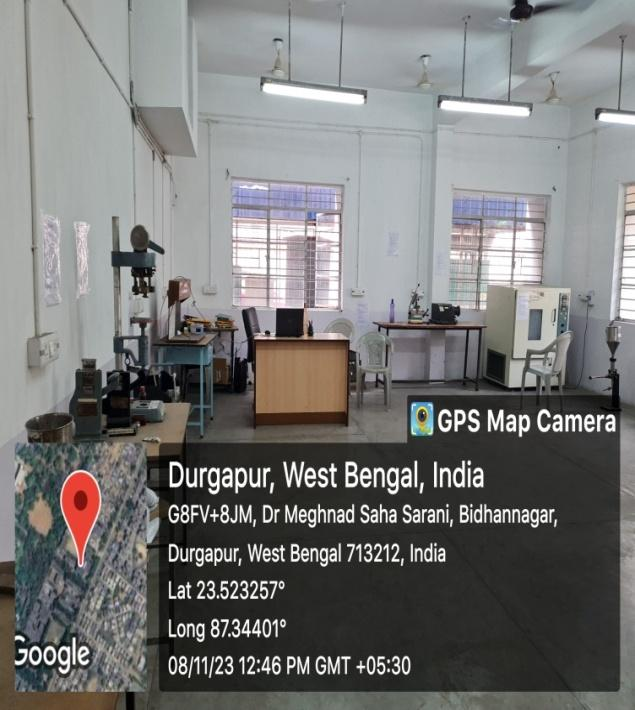 GPS Map Camera
Durgapur, West Bengal, India
G8FV+8JM, Dr Meghnad Saha Sarani, Bidhannagar,
Durgapur, West Bengal 713212, India
Lat 23.523257°
Long 87.34401°
08/11/23 12:46 PM GMT +05:30
Google